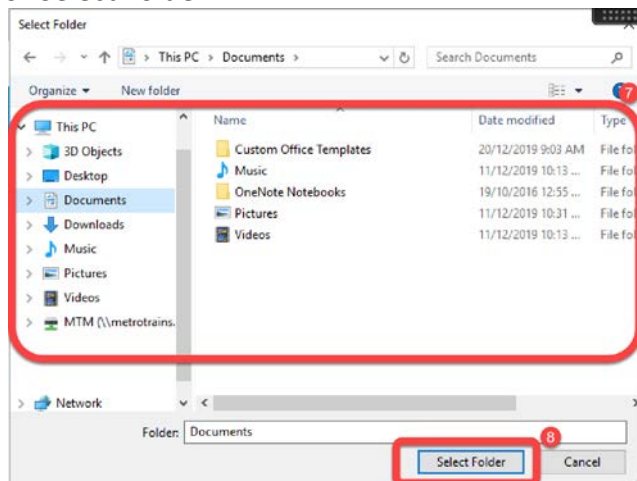 Select Folder
This PC > Documents >
Search Documents
Organize
New folder
7
Name
Date modified
Type
This PC
3D Objects
Desktop
Documents
Downloads
Music
Pictures
Videos
MTM (\\metrotrains.
Network
Custom Office Templates 20/12/2019 9:03 AM File fol
Music 11/12/2019 10:13 ... File fol
OneNote Notebooks 19/10/2016 12:55 ... File fol
Pictures 11/12/2019 10:31 ... File fol
Videos 11/12/2019 10:13 ... File fol
Folder: Documents
8
Select Folder
Cancel